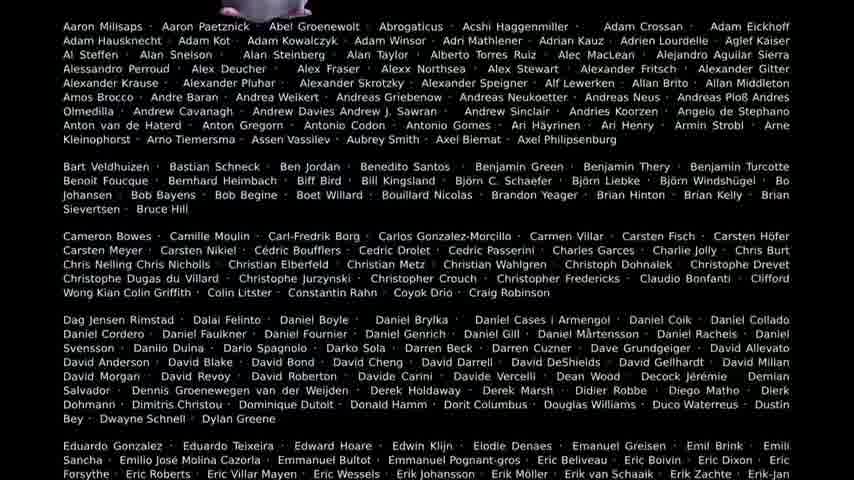 Aaron Milisaps · Aaron Paetznick · Abel Groenewolt · Abrogaticus · Acshi Haggenmiller · Adam Crossan · Adam Eickhoff
Adam Hausknecht · Adam Kot · Adam Kowalczyk · Adam Winsor · Adri Mathlener · Adrian Kauz · Adrien Lourdelle · Aglef Kaiser
Al Steffen · Alan Snelson · Alan Steinberg · Alan Taylor · Alberto Torres Ruiz · Alec MacLean · Alejandro Aguilar Sierra
Alessandro Perroud · Alex Deucher · Alex Fraser · Alexx Northsea · Alex Stewart · Alexander Fritsch · Alexander Gitter
Alexander Krause · Alexander Pluhar · Alexander Skrotzky · Alexander Speigner · Alf Lewerken · Allan Brito · Allan Middleton
Amos Brocco · Andre Baran · Andrea Weikert · Andreas Griebenow · Andreas Neukoetter · Andreas Neus · Andreas Ploß Andres
Olmedilla · Andrew Cavanagh · Andrew Davies Andrew J. Sawran · Andrew Sinclair · Andries Koorzen · Angelo de Stephano
Anton van de Haterd · Anton Gregorn · Antonio Codon · Antonio Gomes · Ari Häyrinen · Ari Henry · Armin Strobl · Arne
Kleinophorst · Arno Tiemersma · Assen Vassilev · Aubrey Smith · Axel Biernat · Axel Philipsenburg
Bart Veldhuizen · Bastian Schneck · Ben Jordan · Benedito Santos · Benjamin Green · Benjamin Thery · Benjamin Turcotte
Benoit Foucque · Bernhard Heimbach · Biff Bird · Bill Kingsland · Björn C. Schaefer · Björn Liebke · Björn Windshügel · Bo
Johansen · Bob Bayens · Bob Begine · Boet Willard · Bouillard Nicolas · Brandon Yeager · Brian Hinton · Brian Kelly · Brian
Sievertsen · Bruce Hill
Cameron Bowes · Camille Moulin · Carl-Fredrik Borg · Carlos Gonzalez-Morcillo · Carmen Villar · Carsten Fisch · Carsten Höfer
Carsten Meyer · Carsten Nikiel · Cédric Boufflers · Cedric Drolet · Cedric Passerini · Charles Garces · Charlie Jolly · Chris Burt
Chris Nelling Chris Nicholls · Christian Elberfeld · Christian Metz · Christian Wahlgren · Christoph Dohnalek · Christophe Drevet
Christophe Dugas du Villard · Christophe Jurzynski · Christopher Crouch · Christopher Fredericks · Claudio Bonfanti · Clifford
Wong Kian Colin Griffith · Colin Litster · Constantin Rahn · Coyok Drio · Craig Robinson
Dag Jensen Rimstad · Dalai Felinto · Daniel Boyle · Daniel Brylka · Daniel Cases i Armengol · Daniel Coik · Daniel Collado
Daniel Cordero · Daniel Faulkner · Daniel Fournier · Daniel Genrich · Daniel Gill · Daniel Mårtensson · Daniel Racheis · Daniel
Svensson · Danilo Duina · Dario Spagnolo · Darko Sola · Darren Beck · Darren Cuzner · Dave Grundgeiger · David Allevato
David Anderson · David Blake · David Bond · David Cheng · David Darrell · David DeShields · David Gellhardt · David Milian
David Morgan · David Revoy · David Roberton · Davide Carini · Davide Vercelli · Dean Wood · Decock Jérémie · Demian
Salvador · Dennis Groenewegen van der Weijden · Derek Holdaway · Derek Marsh · Didier Robbe · Diego Matho · Dierk
Dohmann · Dimitris Christou · Dominique Dutoit · Donald Hamm · Dorit Columbus · Douglas Williams · Duco Waterreus · Dustin
Bey · Dwayne Schnell · Dylan Greene
Eduardo Gonzalez · Eduardo Teixeira · Edward Hoare · Edwin Klijn · Elodie Denaes · Emanuel Greisen · Emil Brink · Emili
Sancha · Emilio José Molina Cazorla · Emmanuel Bultot · Emmanuel Pognant-gros · Eric Beliveau · Eric Boivin · Eric Dixon · Eric
Forsythe · Eric Roberts · Eric Villar Mayen · Eric Wessels · Erik Johansson · Erik Möller · Erik van Schaaik · Erik Zachte · Erik-Jan